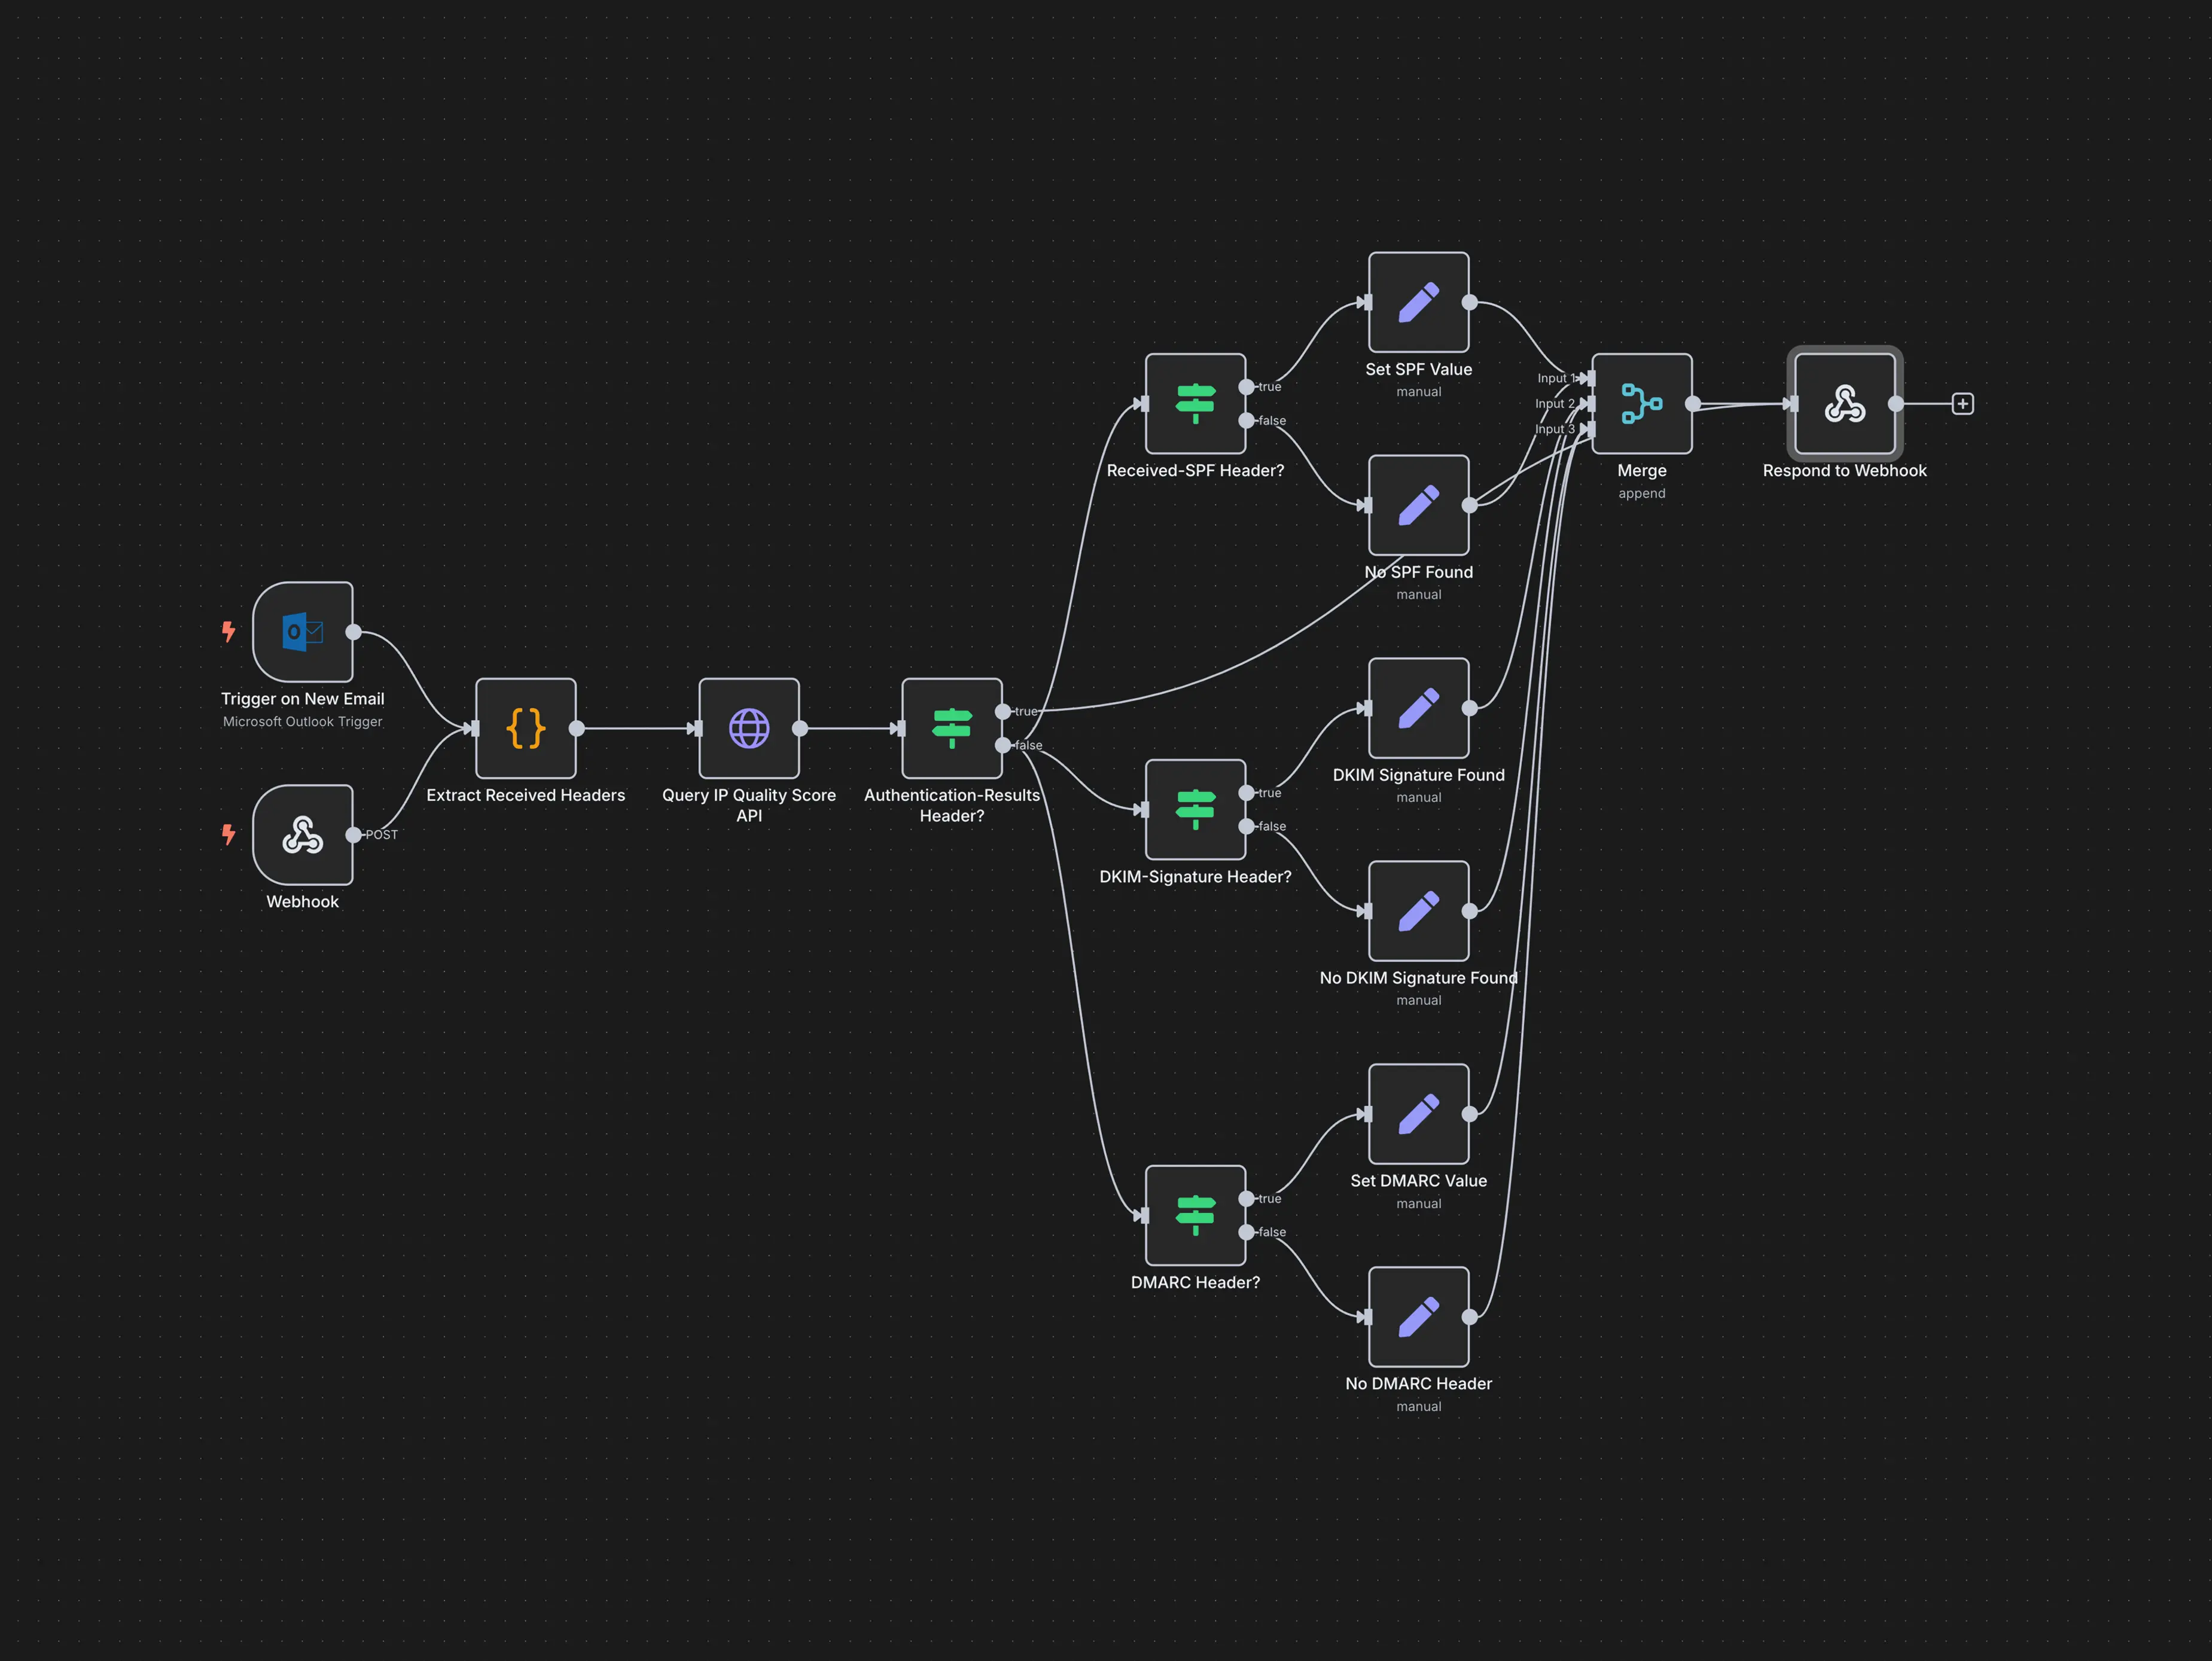 Trigger on New Email
Microsoft Outlook Trigger
POST
Webhook
Extract Received Headers
Query IP Quality Score
API
true
false
Authentication-Results
Header?
true
false
Received-SPF Header?
true
false
DKIM-Signature Header?
true
false
DMARC Header?
Set SPF Value
manual
No SPF Found
manual
DKIM Signature Found
manual
No DKIM Signature Found
manual
Set DMARC Value
manual
No DMARC Header
manual
Input 1
Input 2
Input 3
Merge
append
Respond to Webhook